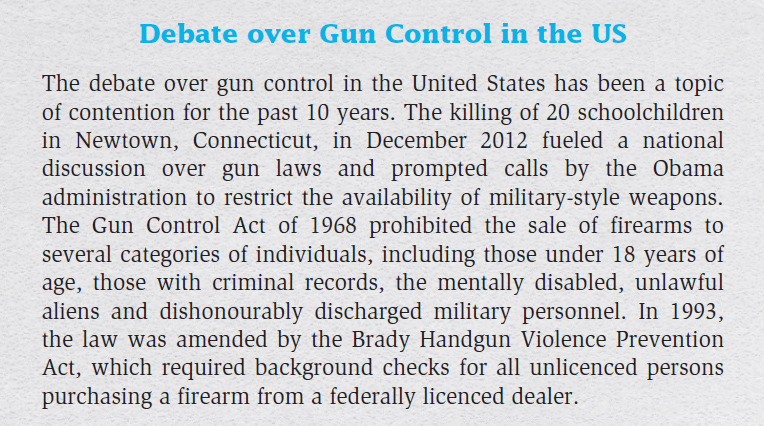 Debate over Gun Control in the US
The debate over gun control in the United States has been a topic
of contention for the past 10 years. The killing of 20 schoolchildren
in Newtown, Connecticut, in December 2012 fueled a national
discussion over gun laws and prompted calls by the Obama
administration to restrict the availability of military-style weapons.
The Gun Control Act of 1968 prohibited the sale of firearms to
several categories of individuals, including those under 18 years of
age, those with criminal records, the mentally disabled, unlawful
aliens and dishonourably discharged military personnel. In 1993,
the law was amended by the Brady Handgun Violence Prevention
Act, which required background checks for all unlicenced persons
purchasing a firearm from a federally licenced dealer.